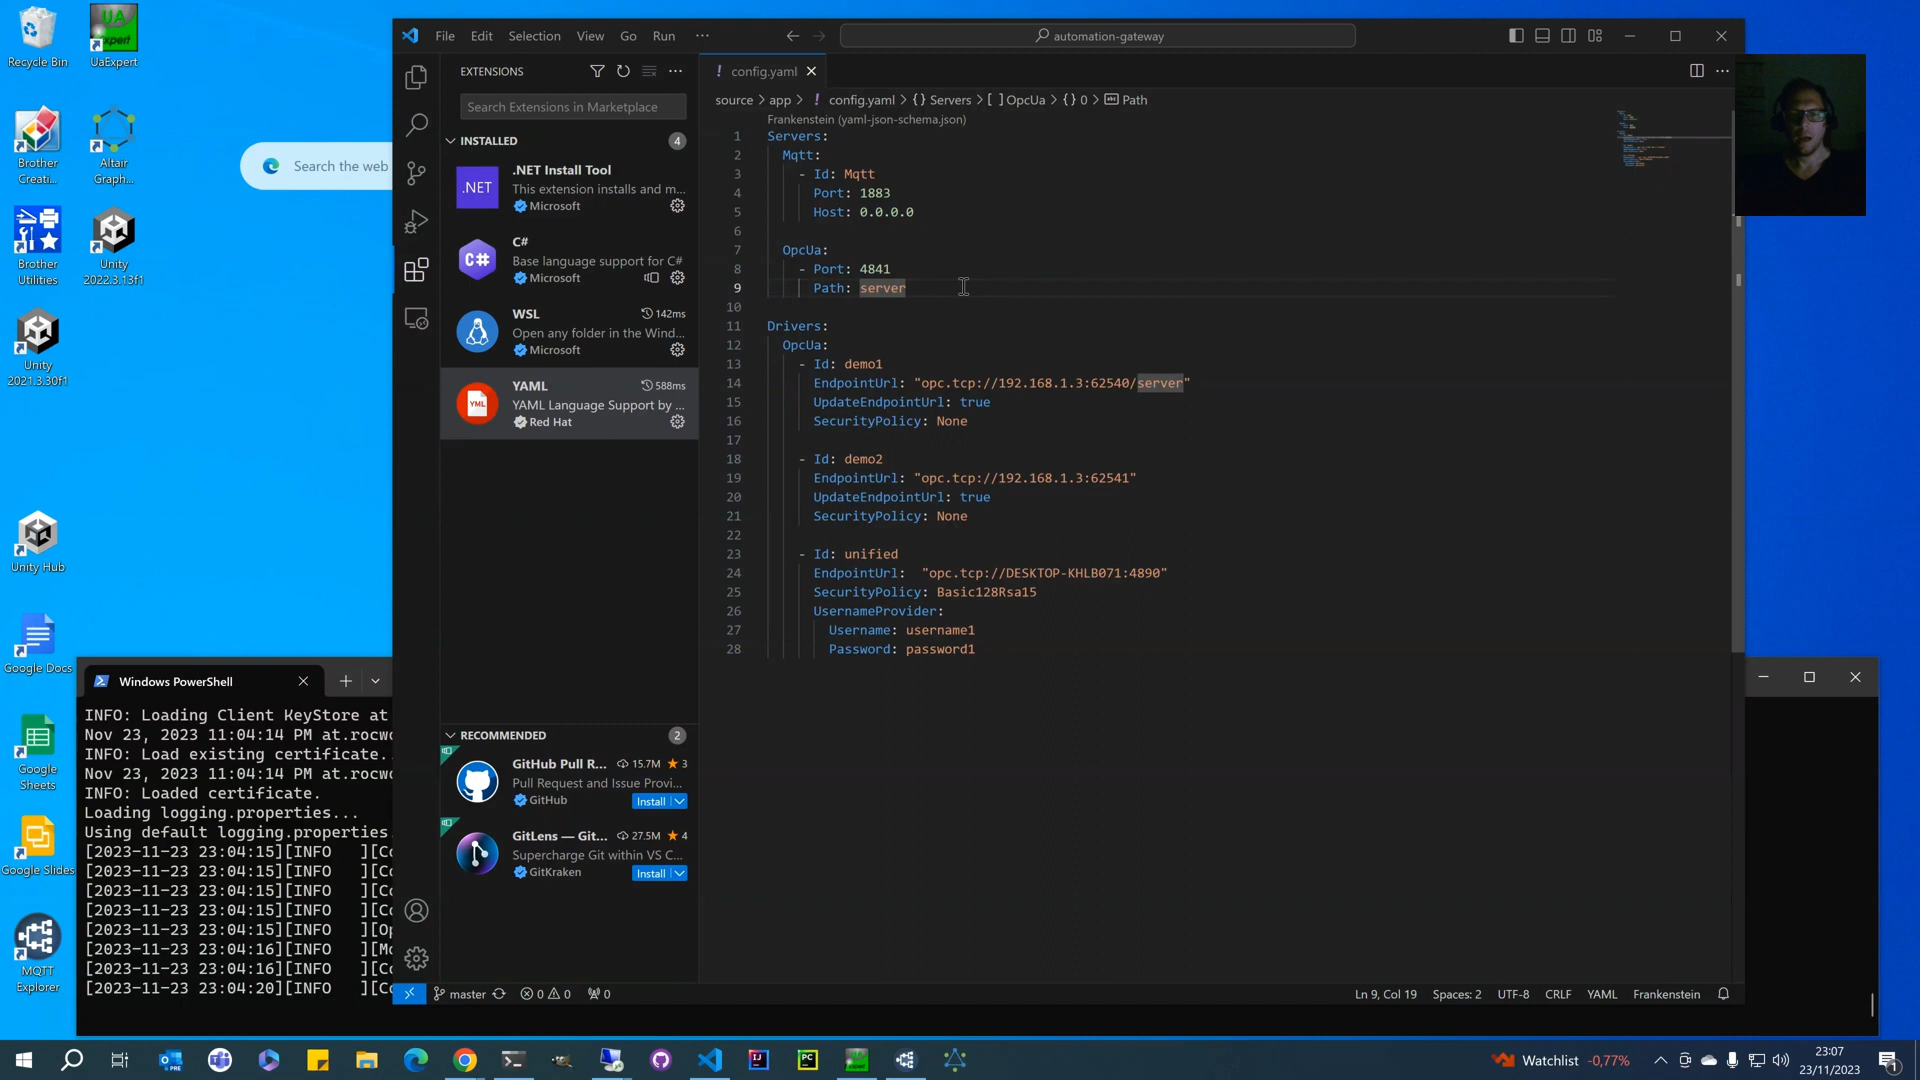 Recycle Bin
UaExpert
Brother
Creati...
Altair
Graph...
Brother
Utilities
Unity
2022.3.13f1
Unity
2021.3.30f1
Unity Hub
Google Docs
Google
Sheets
Google Slides
MQTT
Explorer
Search the web
File Edit Selection View Go Run ···
automation-gateway
EXTENSIONS
Search Extensions in Marketplace
INSTALLED 4
.NET Install Tool
This extension installs and m...
Microsoft
C#
Base language support for C#
Microsoft
WSL 142ms
Open any folder in the Wind...
Microsoft
YAML 588ms
YAML Language Support by ...
Red Hat
RECOMMENDED 2
GitHub Pull R... 15.7M ★ 3
Pull Request and Issue Provi...
GitHub Install
GitLens — Git... 27.5M ★ 4
Supercharge Git within VS C...
GitKraken Install
! config.yaml
source > app > ! config.yaml > {} Servers > [ ] OpcUa > {} 0 > Path
Frankenstein (yaml-json-schema.json)
1 Servers:
2 Mqtt:
3 - Id: Mqtt
4 Port: 1883
5 Host: 0.0.0.0
6
7 OpcUa:
8 - Port: 4841
9 Path: server
10
11 Drivers:
12 OpcUa:
13 - Id: demo1
14 EndpointUrl: "opc.tcp://192.168.1.3:62540/server"
15 UpdateEndpointUrl: true
16 SecurityPolicy: None
17
18 - Id: demo2
19 EndpointUrl: "opc.tcp://192.168.1.3:62541"
20 UpdateEndpointUrl: true
21 SecurityPolicy: None
22
23 - Id: unified
24 EndpointUrl:  "opc.tcp://DESKTOP-KHLB071:4890"
25 SecurityPolicy: Basic128Rsa15
26 UsernameProvider:
27 Username: username1
28 Password: password1
master 0 0 0
Ln 9, Col 19 Spaces: 2 UTF-8 CRLF YAML Frankenstein
Windows PowerShell
INFO: Loading Client KeyStore at
Nov 23, 2023 11:04:14 PM at.rocwo
INFO: Load existing certificate..
Nov 23, 2023 11:04:14 PM at.rocwo
INFO: Loaded certificate.
Loading logging.properties...
Using default logging.properties.
[2023-11-23 23:04:15][INFO   ][Co
[2023-11-23 23:04:15][INFO   ][Co
[2023-11-23 23:04:15][INFO   ][Co
[2023-11-23 23:04:15][INFO   ][Co
[2023-11-23 23:04:15][INFO   ][Op
[2023-11-23 23:04:16][INFO   ][Mo
[2023-11-23 23:04:16][INFO   ][Co
[2023-11-23 23:04:20][INFO   ][Co
Watchlist -0,77%
23:07
23/11/2023